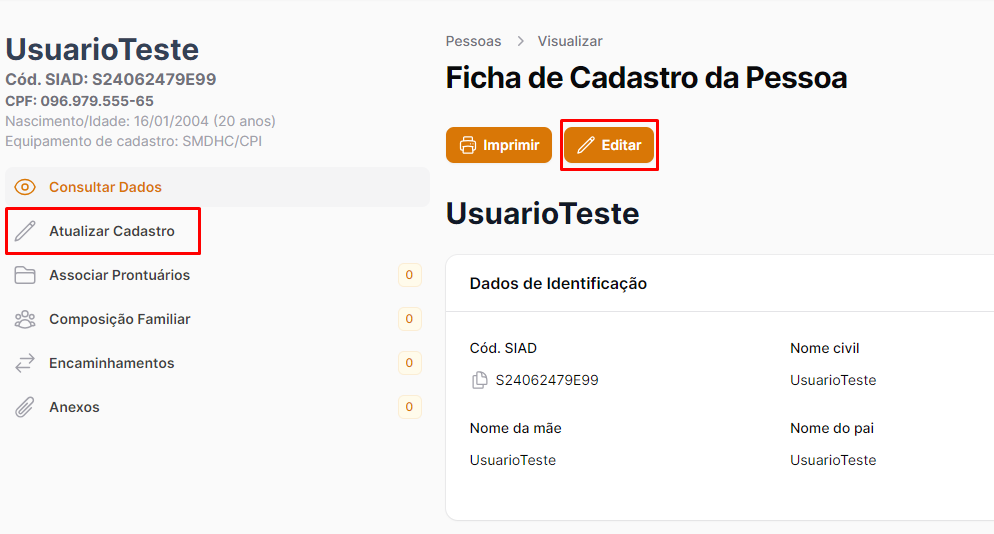 UsuarioTeste
Cód. SIAD: S24062479E99
CPF: 096.979.555-65
Nascimento/Idade: 16/01/2004 (20 anos)
Equipamento de cadastro: SMDHC/CPI
Consultar Dados
Atualizar Cadastro
Associar Prontuários 0
Composição Familiar 0
Encaminhamentos 0
Anexos 0
Pessoas > Visualizar
Ficha de Cadastro da Pessoa
Imprimir Editar
UsuarioTeste
Dados de Identificação
Cód. SIAD Nome civil
S24062479E99 UsuarioTeste
Nome da mãe Nome do pai
UsuarioTeste UsuarioTeste